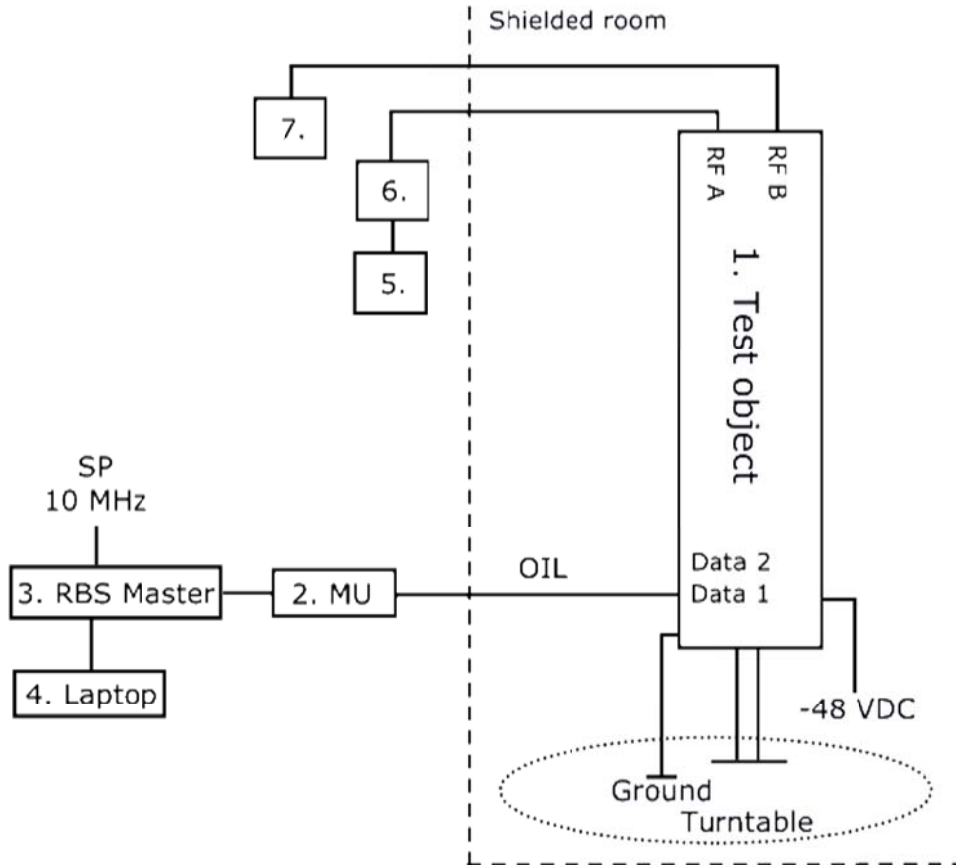 Shielded room
7.
6.
5.
RF A
RF B
1. Test object
SP
10 MHz
3. RBS Master
2. MU
OIL
Data 2
Data 1
4. Laptop
-48 VDC
Ground
Turntable